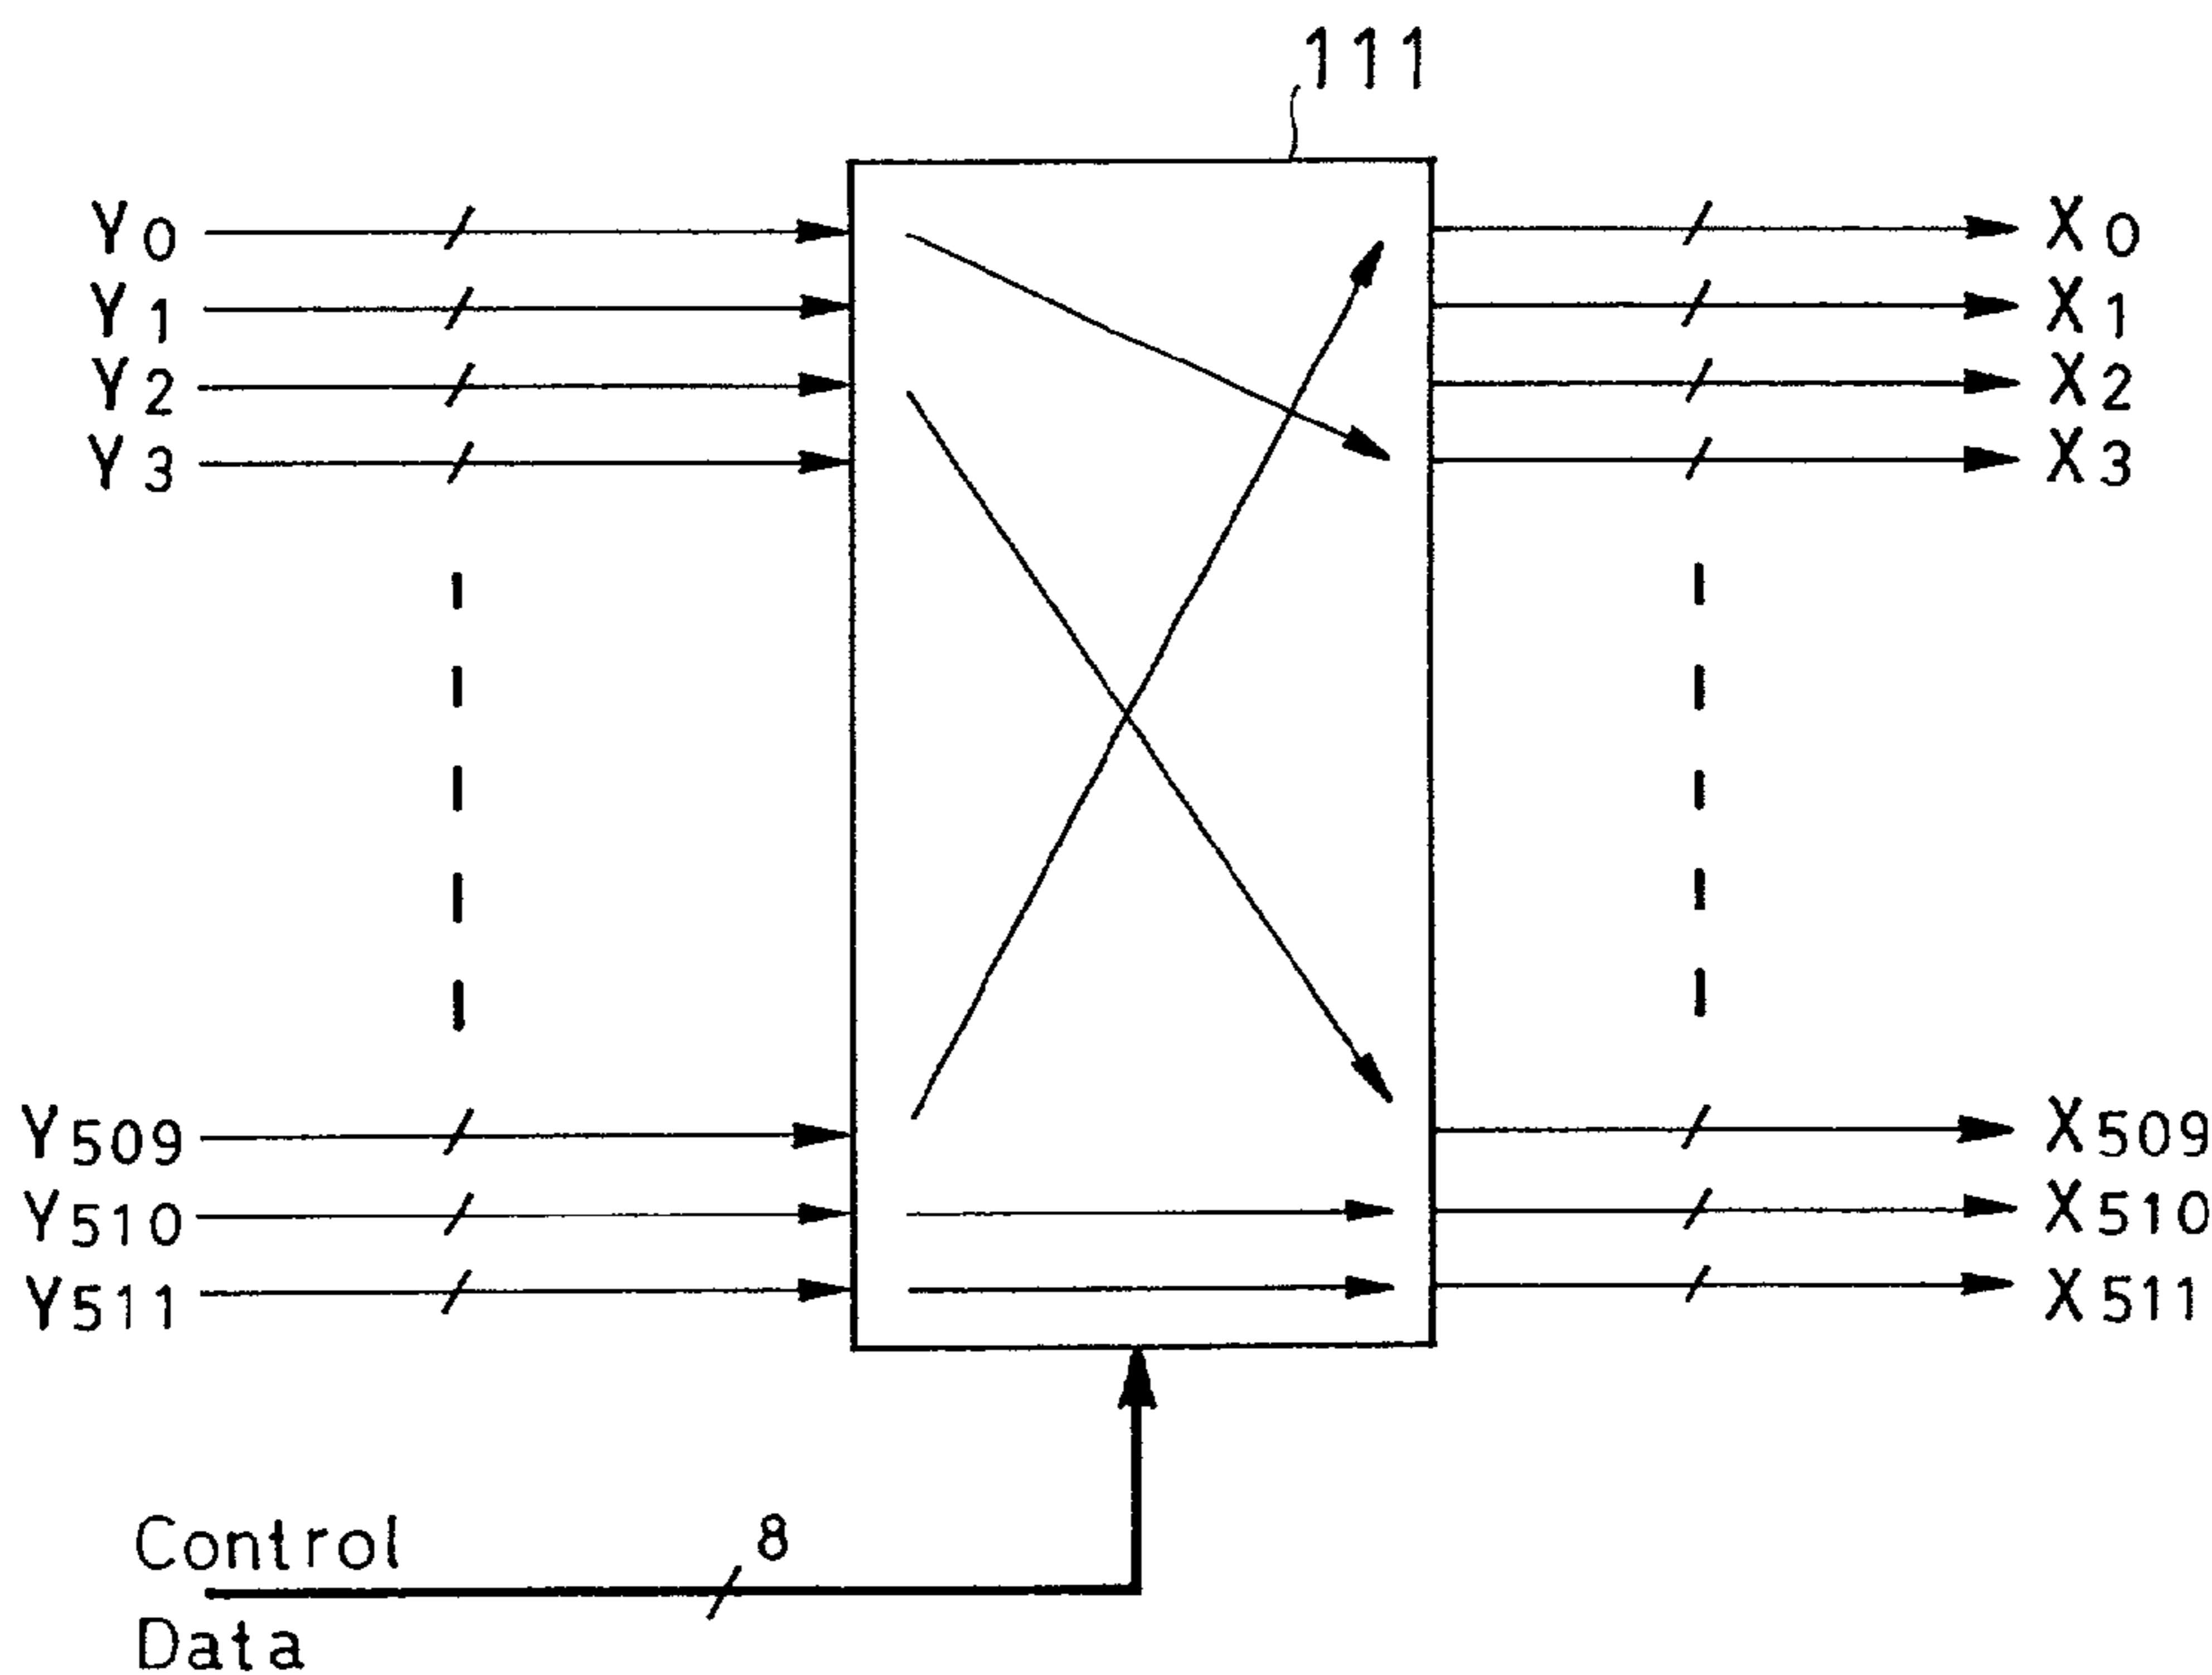 111
Y0 X0
Y1 X1
Y2 X2
Y3 X3
Y509 X509
Y510 X510
Y511 X511
Control 8
Data